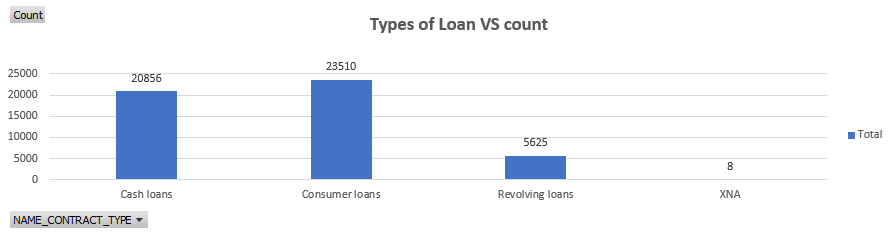 Count
Types of Loan VS count
25000
20000
15000
10000
5000
0
20856
23510
5625
8
Cash loans
Consumer loans
Revolving loans
XNA
Total
NAME_CONTRACT_TYPE